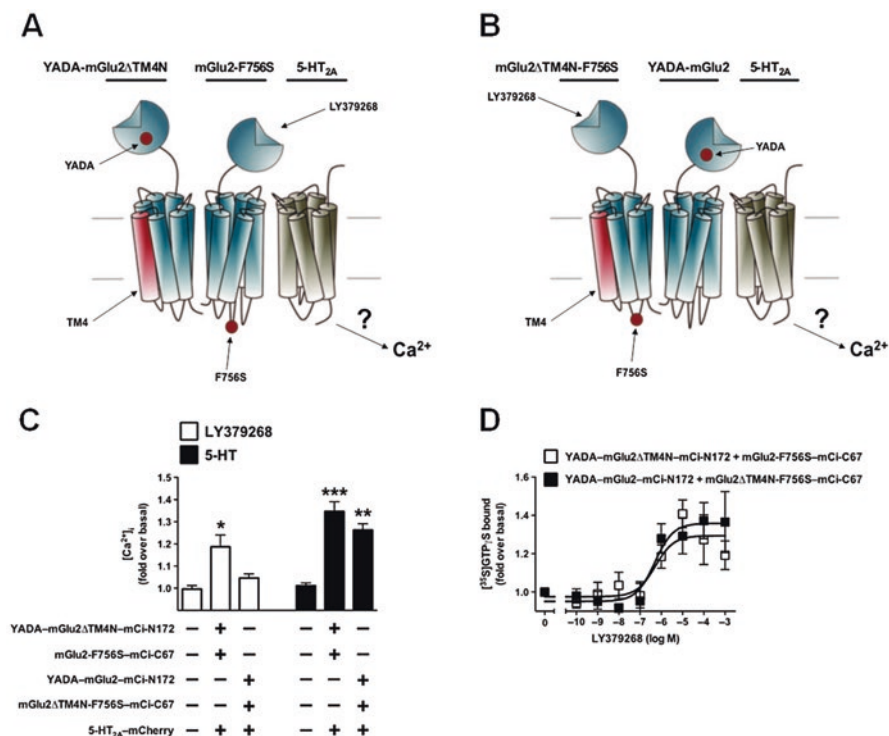 A
YADA-mGlu2ΔTM4N mGlu2-F756S 5-HT2A
LY379268
YADA
TM4
F756S
?
Ca2+
B
mGlu2ΔTM4N-F756S YADA-mGlu2 5-HT2A
LY379268
YADA
TM4
F756S
?
Ca2+
C
LY379268
5-HT
[Ca2+]i
(fold over basal)
1.5
1.4
1.3
1.2
1.1
1.0
*
***
**
YADA–mGlu2ΔTM4N–mCi-N172 – + – – + –
mGlu2-F756S–mCi-C67 – + – – + –
YADA–mGlu2–mCi-N172 – – + – – +
mGlu2ΔTM4N-F756S–mCi-C67 – – + – – +
5-HT2A–mCherry – + + – + +
D
YADA–mGlu2ΔTM4N–mCi-N172 + mGlu2-F756S–mCi-C67
YADA–mGlu2–mCi-N172 + mGlu2ΔTM4N-F756S–mCi-C67
[35S]GTPγS bound
(fold over basal)
1.6
1.4
1.2
1.0
0 –10 –9 –8 –7 –6 –5 –4 –3
LY379268 (log M)